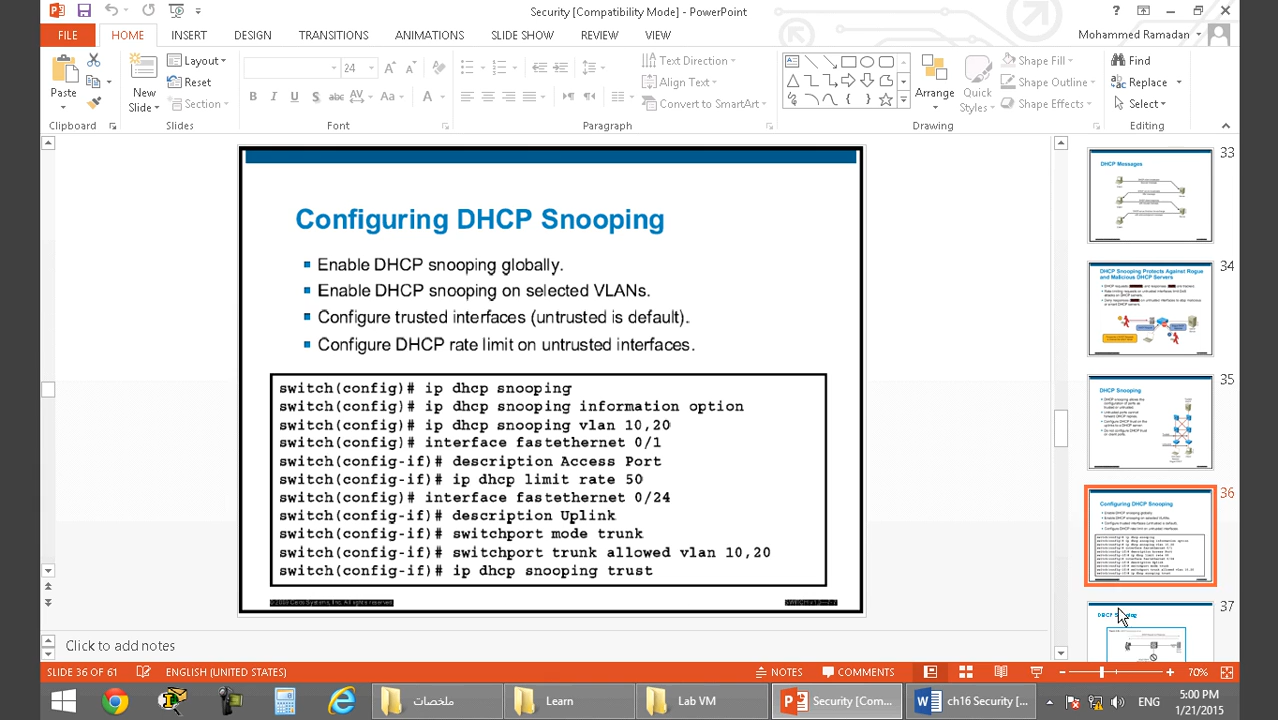 Security [Compatibility Mode] - PowerPoint
FILE HOME INSERT DESIGN TRANSITIONS ANIMATIONS SLIDE SHOW REVIEW VIEW Mohammed Ramadan
Paste
Clipboard
New Slide
Layout
Reset
Section
Slides
24
Font
Text Direction
Align Text
Convert to SmartArt
Paragraph
Arrange
Quick Styles
Shape Fill
Shape Outline
Shape Effects
Drawing
Find
Replace
Select
Editing
Configuring DHCP Snooping
Enable DHCP snooping globally.
Enable DHCP snooping on selected VLANs.
Configure trusted interfaces (untrusted is default).
Configure DHCP rate limit on untrusted interfaces.
switch(config)# ip dhcp snooping
switch(config)# ip dhcp snooping information option
switch(config)# ip dhcp snooping vlan 10,20
switch(config)# interface fastethernet 0/1
switch(config-if)# description Access Port
switch(config-if)# ip dhcp limit rate 50
switch(config)# interface fastethernet 0/24
switch(config-if)# description Uplink
switch(config-if)# switchport mode trunk
switch(config-if)# switchport trunk allowed vlan 10,20
switch(config-if)# ip dhcp snooping trust
33
DHCP Messages
34
DHCP Snooping Protects Against Rogue
and Malicious DHCP Servers
35
DHCP Snooping
36
Configuring DHCP Snooping
37
Click to add notes
SLIDE 36 OF 61 ENGLISH (UNITED STATES) NOTES COMMENTS 70%
ملخصات Learn Lab VM Security [Com... ch16 Security [... ENG
5:00 PM
1/21/2015